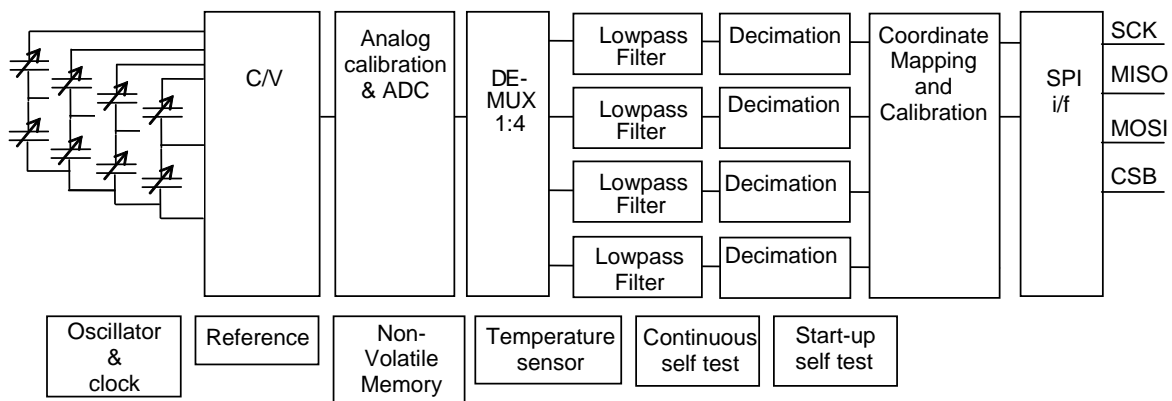 C/V
Analog
calibration
& ADC
DE-
MUX
1:4
Lowpass
Filter
Decimation
Lowpass
Filter
Decimation
Lowpass
Filter
Decimation
Lowpass
Filter
Decimation
Coordinate
Mapping
and
Calibration
SPI
i/f
SCK
MISO
MOSI
CSB
Oscillator
&
clock
Reference
Non-
Volatile
Memory
Temperature
sensor
Continuous
self test
Start-up
self test